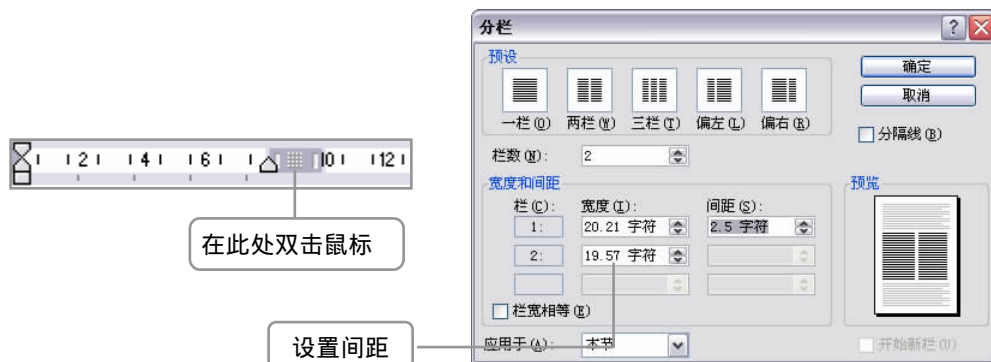 分栏
预设
一栏(O) 两栏(W) 三栏(T) 偏左(L) 偏右(R)
确定
取消
分隔线(B)
栏数(N): 2
宽度和间距
栏(C): 宽度(I): 间距(S):
1: 20.21 字符 2.5 字符
2: 19.57 字符
栏宽相等(E)
应用于(A): 本节
预览
开始新栏(U)
2 4 6 10 12
在此处双击鼠标
设置间距